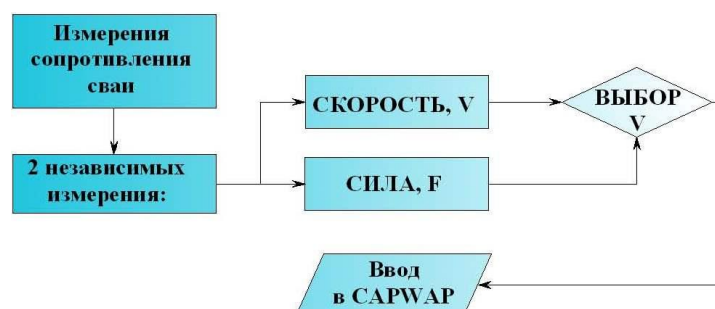 Измерения
сопротивления
сваи
2 независимых
измерения:
СКОРОСТЬ, V
СИЛА, F
ВЫБОР
V
Ввод
в CAPWAP